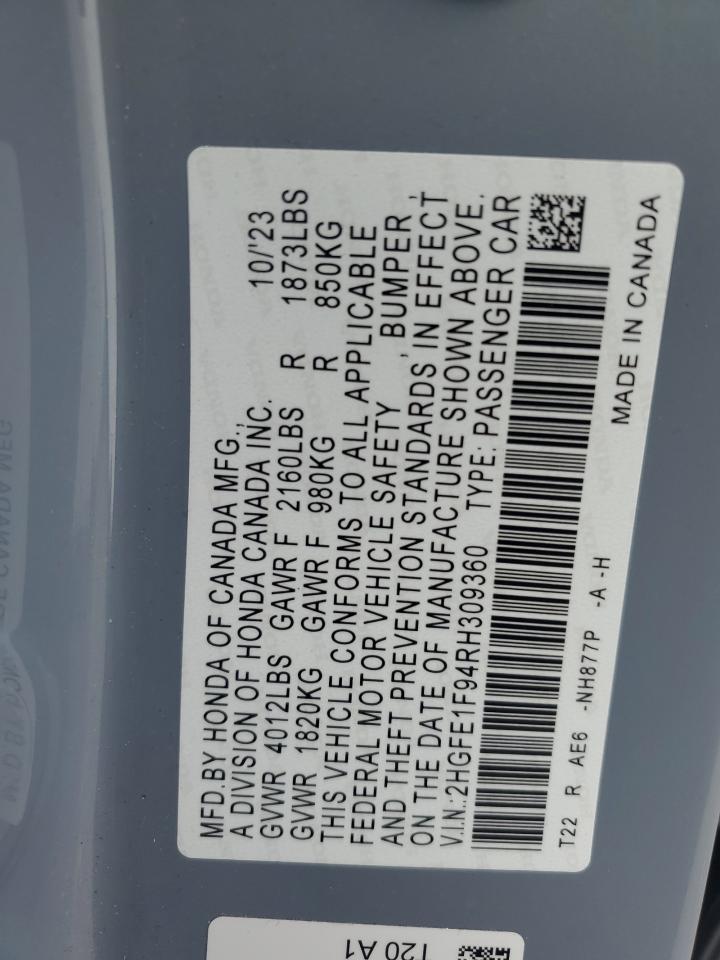 MFD.BY HONDA OF CANADA MFG.,
A DIVISION OF HONDA CANADA INC. 10/'23
GVWR 4012LBS GAWR F 2160LBS R 1873LBS
GVWR 1820KG GAWR F 980KG R 850KG
THIS VEHICLE CONFORMS TO ALL APPLICABLE
FEDERAL MOTOR VEHICLE SAFETY , BUMPER ,
AND THEFT PREVENTION STANDARDS IN EFFECT
ON THE DATE OF MANUFACTURE SHOWN ABOVE.
V.I.N.:2HGFE1F94RH309360 TYPE: PASSENGER CAR
T22 R AE6 -NH877P -A -H
MADE IN CANADA
120 A1